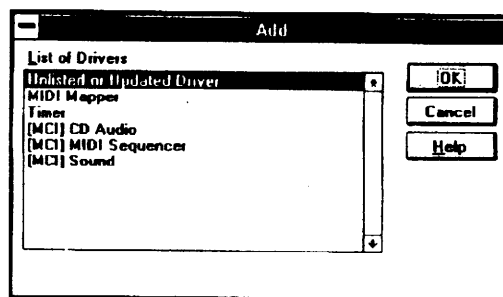 Add
List of Drivers
Unlisted or Updated Driver
MIDI Mapper
Timer
[MCI] CD Audio
[MCI] MIDI Sequencer
[MCI] Sound
OK
Cancel
Help